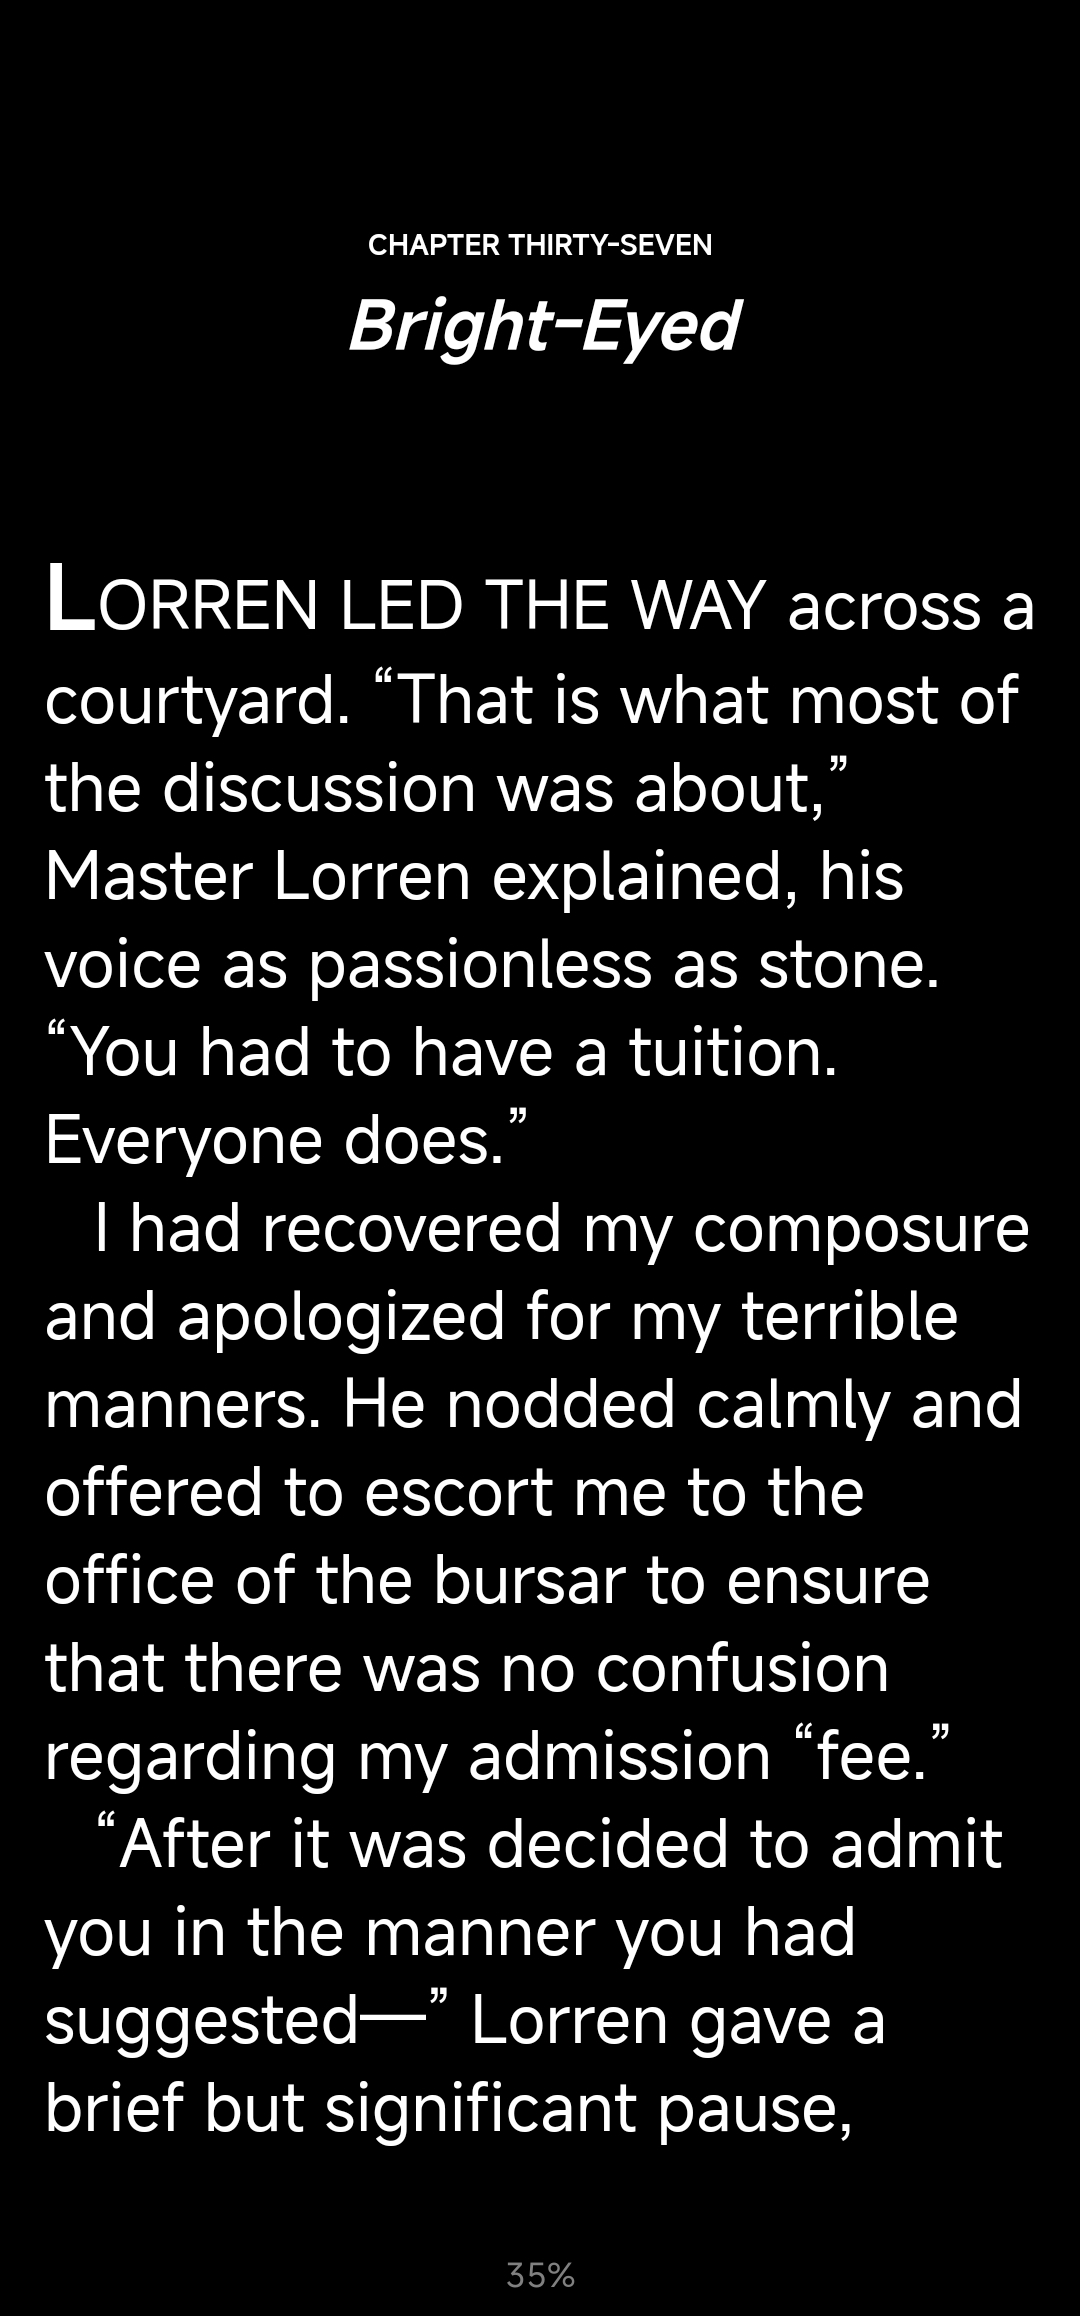 CHAPTER THIRTY-SEVEN
Bright-Eyed
LORREN LED THE WAY across a
courtyard. “That is what most of
the discussion was about,”
Master Lorren explained, his
voice as passionless as stone.
“You had to have a tuition.
Everyone does.”
I had recovered my composure
and apologized for my terrible
manners. He nodded calmly and
offered to escort me to the
office of the bursar to ensure
that there was no confusion
regarding my admission “fee.”
“After it was decided to admit
you in the manner you had
suggested—” Lorren gave a
brief but significant pause,
35%